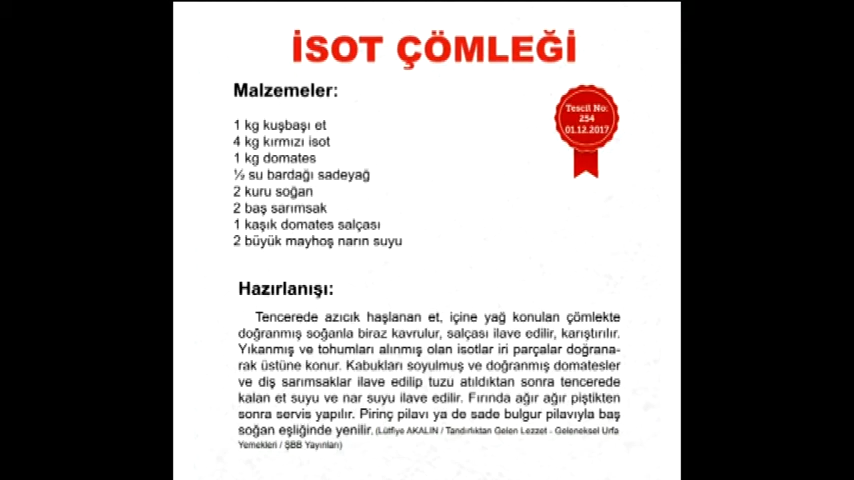 İSOT ÇÖMLEĞİ
Malzemeler:
Tescil No:
254
01.12.2017
1 kg kuşbaşı et
4 kg kırmızı isot
1 kg domates
½ su bardağı sadeyağ
2 kuru soğan
2 baş sarımsak
1 kaşık domates salçası
2 büyük mayhoş narın suyu
Hazırlanışı:
Tencerede azıcık haşlanan et, içine yağ konulan çömlekte
doğranmış soğanla biraz kavrulur, salçası ilave edilir, karıştırılır.
Yıkanmış ve tohumları alınmış olan isotlar iri parçalar doğrana-
rak üstüne konur. Kabukları soyulmuş ve doğranmış domatesler
ve diş sarımsaklar ilave edilip tuzu atıldıktan sonra tencerede
kalan et suyu ve nar suyu ilave edilir. Fırında ağır ağır piştikten
sonra servis yapılır. Pirinç pilavı ya de sade bulgur pilavıyla baş
soğan eşliğinde yenilir. (Lütfiye AKALIN / Tandırlıktan Gelen Lezzet - Geleneksel Urfa
Yemekleri / ŞBB Yayınları)